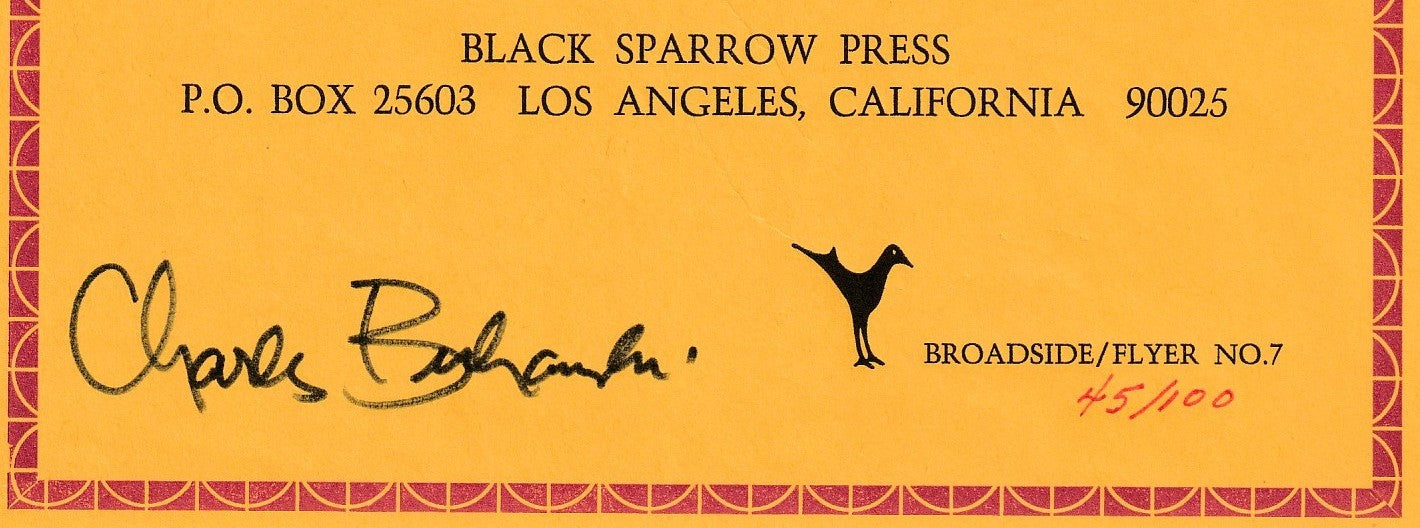 BLACK SPARROW PRESS
P.O. BOX 25603 LOS ANGELES, CALIFORNIA 90025
Charles Bukowski
BROADSIDE/FLYER NO.7
45/100